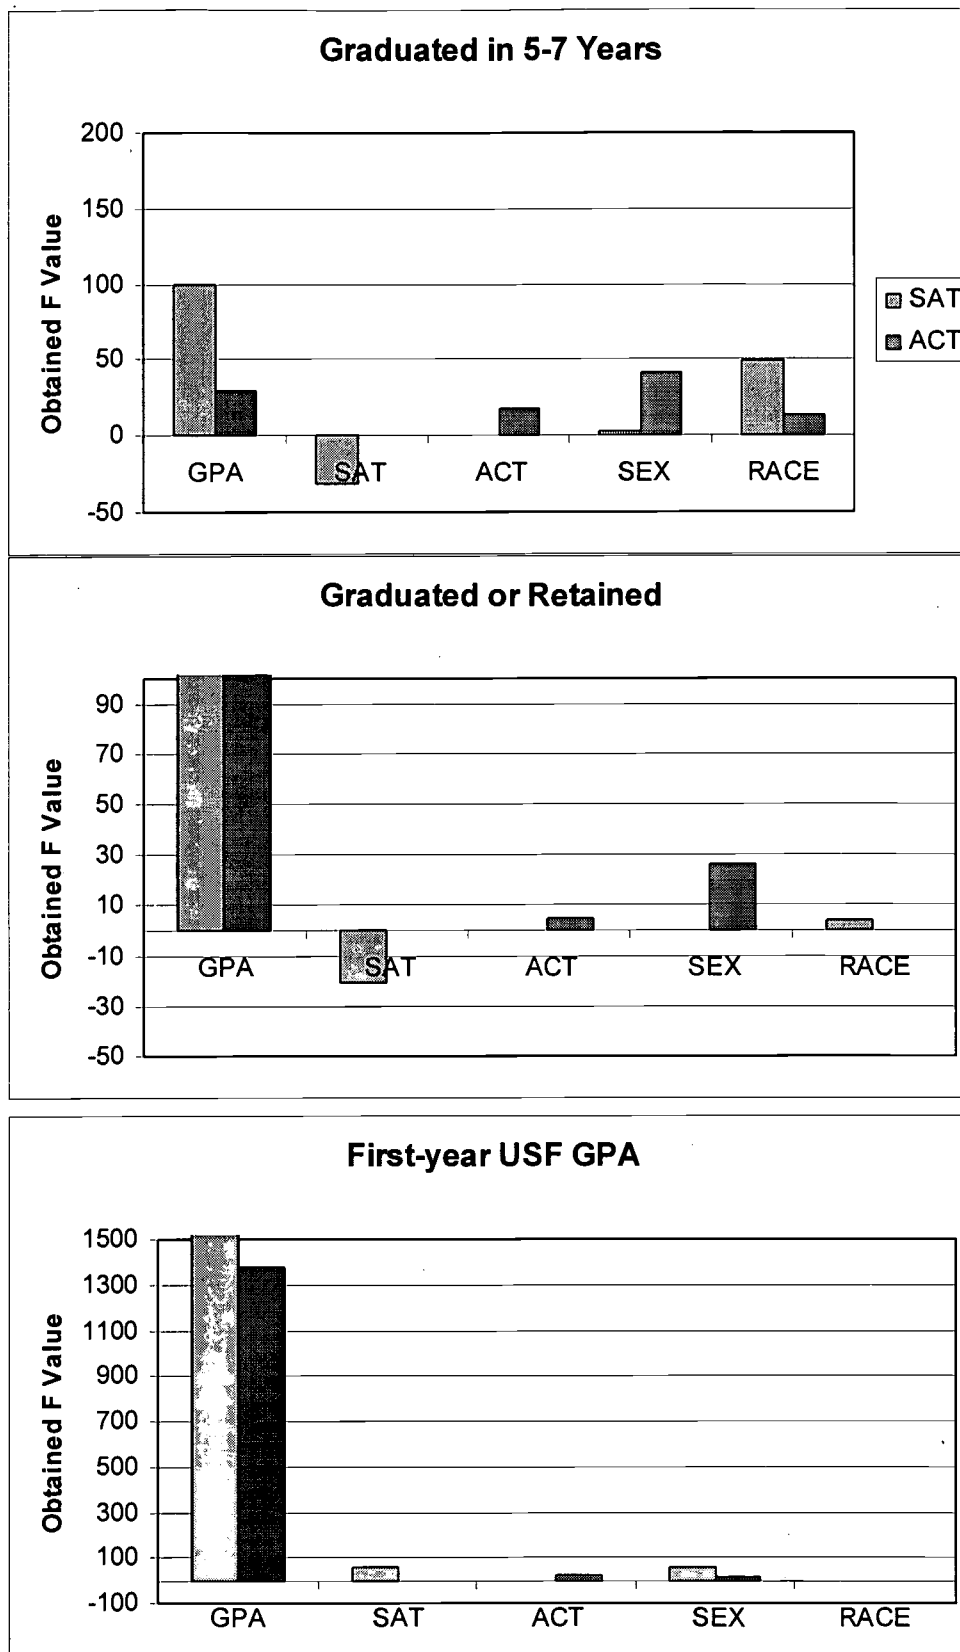 Graduated in 5-7 Years
Obtained F Value
200
150
100
50
0
-50
GPA SAT ACT SEX RACE
SAT
ACT
Graduated or Retained
Obtained F Value
90
70
50
30
10
-10
-30
-50
GPA SAT ACT SEX RACE
First-year USF GPA
Obtained F Value
1500
1300
1100
900
700
500
300
100
-100
GPA SAT ACT SEX RACE